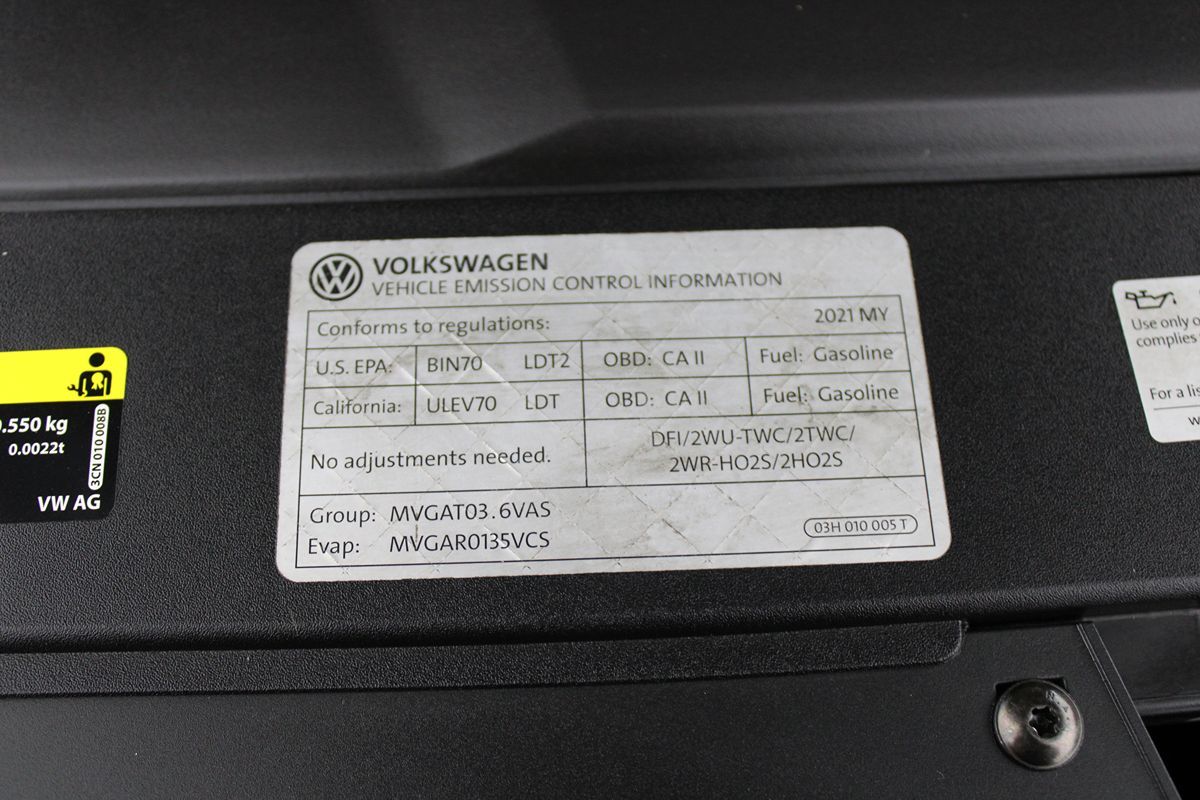 VOLKSWAGEN
VEHICLE EMISSION CONTROL INFORMATION
Conforms to regulations: 2021 MY
U.S. EPA: BIN70 LDT2 OBD: CA II Fuel: Gasoline
California: ULEV70 LDT OBD: CA II Fuel: Gasoline
No adjustments needed.
DFI/2WU-TWC/2TWC/
2WR-HO2S/2HO2S
Group: MVGAT03.6VAS
Evap: MVGAR0135VCS
03H 010 005 T
.550 kg
0.0022t
3CN 010 008B
VW AG
Use only
complies
For a